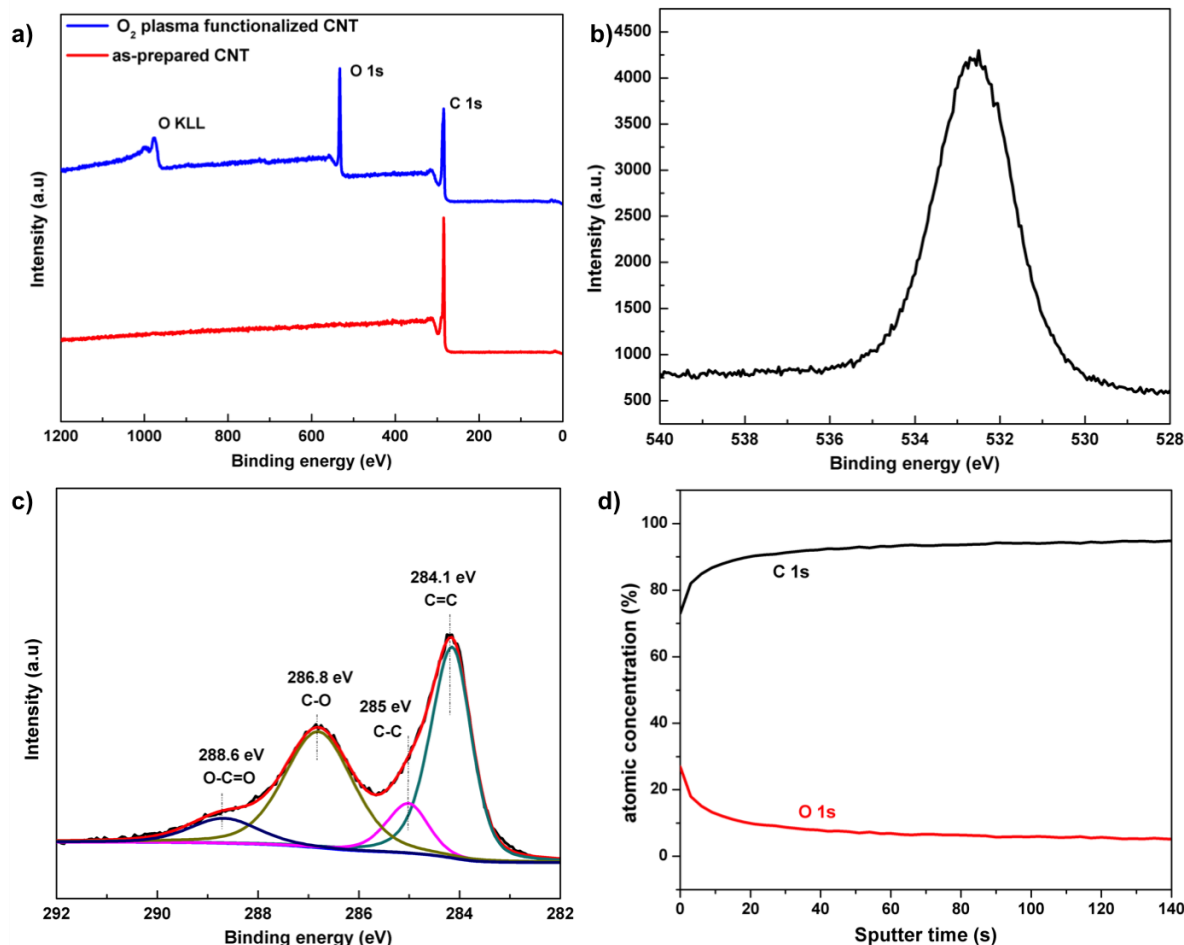 a)
O₂ plasma functionalized CNT
as-prepared CNT
O 1s
C 1s
O KLL
Intensity (a.u)
1200 1000 800 600 400 200 0
Binding energy (eV)
b)
4500
4000
3500
3000
2500
2000
1500
1000
500
Intensity (a.u.)
540 538 536 534 532 530 528
Binding energy (eV)
c)
284.1 eV
C=C
286.8 eV
C-O
285 eV
C-C
288.6 eV
O-C=O
Intensity (a.u)
292 290 288 286 284 282
Binding energy (eV)
d)
100
80
60
40
20
0
atomic concentration (%)
C 1s
O 1s
0 20 40 60 80 100 120 140
Sputter time (s)